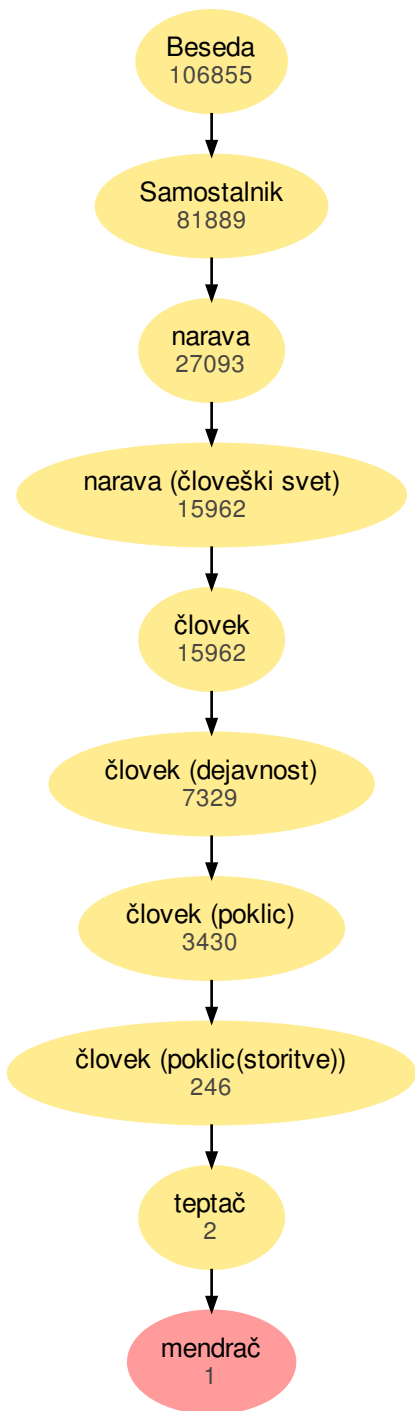 Beseda
106855
Samostalnik
81889
narava
27093
narava (človeški svet)
15962
človek
15962
človek (dejavnost)
7329
človek (poklic)
3430
človek (poklic(storitve))
246
teptač
2
mendrač
1